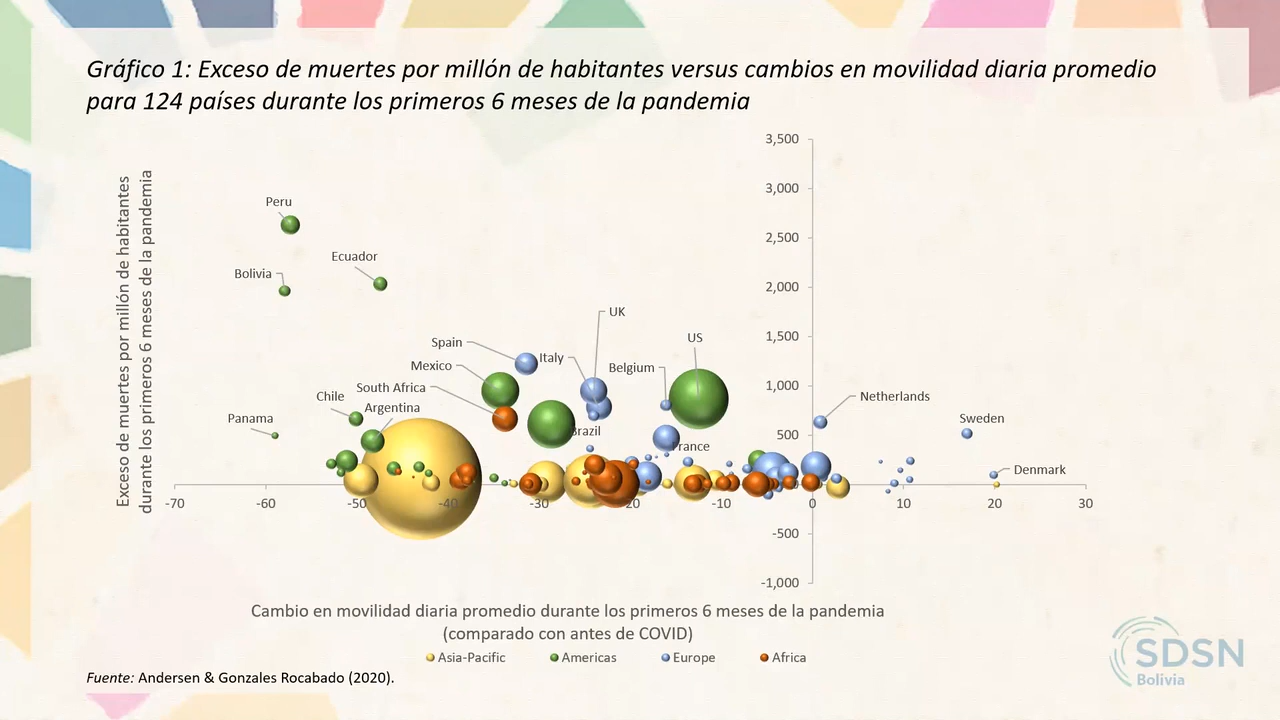 Gráfico 1: Exceso de muertes por millón de habitantes versus cambios en movilidad diaria promedio
para 124 países durante los primeros 6 meses de la pandemia
Exceso de muertes por millón de habitantes
durante los primeros 6 meses de la pandemia
3,500
3,000
2,500
2,000
1,500
1,000
500
-500
-1,000
Peru
Bolivia
Ecuador
UK
US
Spain
Italy
Mexico
Belgium
South Africa
Chile
Argentina
Netherlands
Panama
Sweden
Brazil
France
Denmark
-70
-60
-50
-40
-30
-20
-10
0
10
20
30
Cambio en movilidad diaria promedio durante los primeros 6 meses de la pandemia
(comparado con antes de COVID)
Asia-Pacific
Americas
Europe
Africa
Fuente: Andersen & Gonzales Rocabado (2020).
SDSN
Bolivia